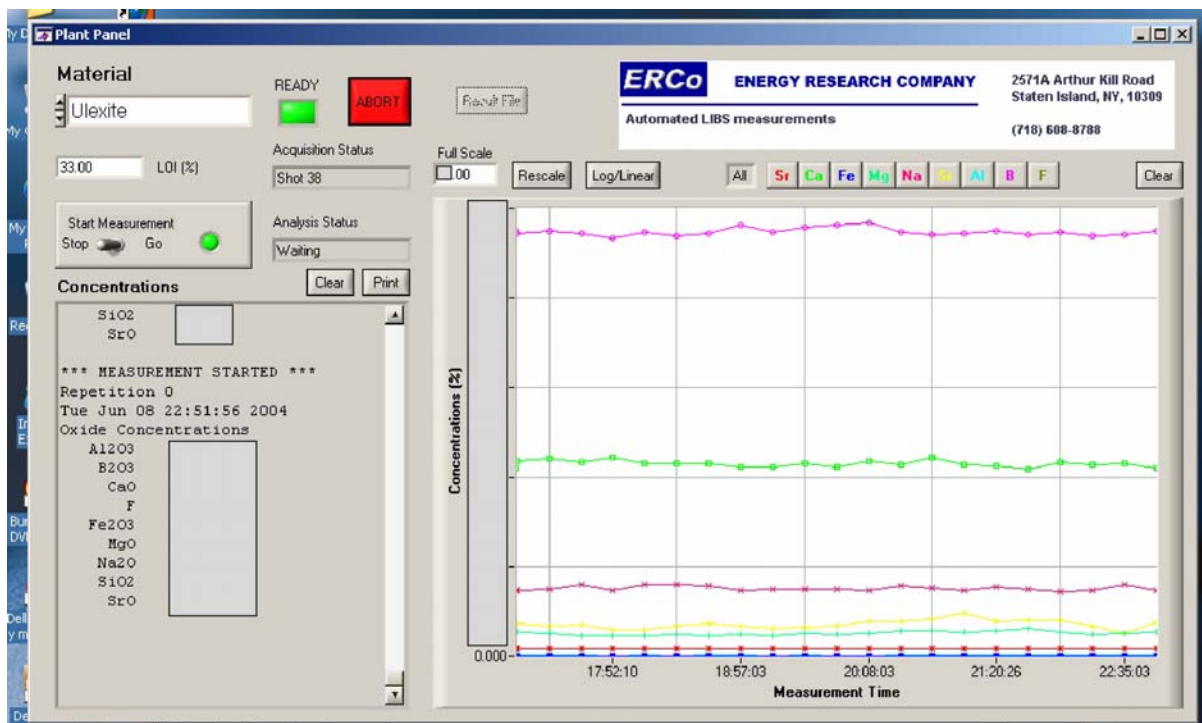 Plant Panel
Material
READY
Ulexite
ABORT
Result File
ERCo
ENERGY RESEARCH COMPANY
2571A Arthur Kill Road
Staten Island, NY, 10309
Automated LIBS measurements
(718) 608-8788
33.00 LOI (%)
Acquisition Status
Shot 38
Full Scale
00
Rescale
Log/Linear
All Sr Ca Fe Mg Na Si Al B F
Clear
Start Measurement
Stop Go
Analysis Status
Waiting
Concentrations
Clear
Print
SiO2
SrO
*** MEASUREMENT STARTED ***
Repetition 0
Tue Jun 08 22:51:56 2004
Oxide Concentrations
Al2O3
B2O3
CaO
F
Fe2O3
MgO
Na2O
SiO2
SrO
Concentrations (%)
0.000
17:52:10 18:57:03 20:08:03 21:20:26 22:35:03
Measurement Time